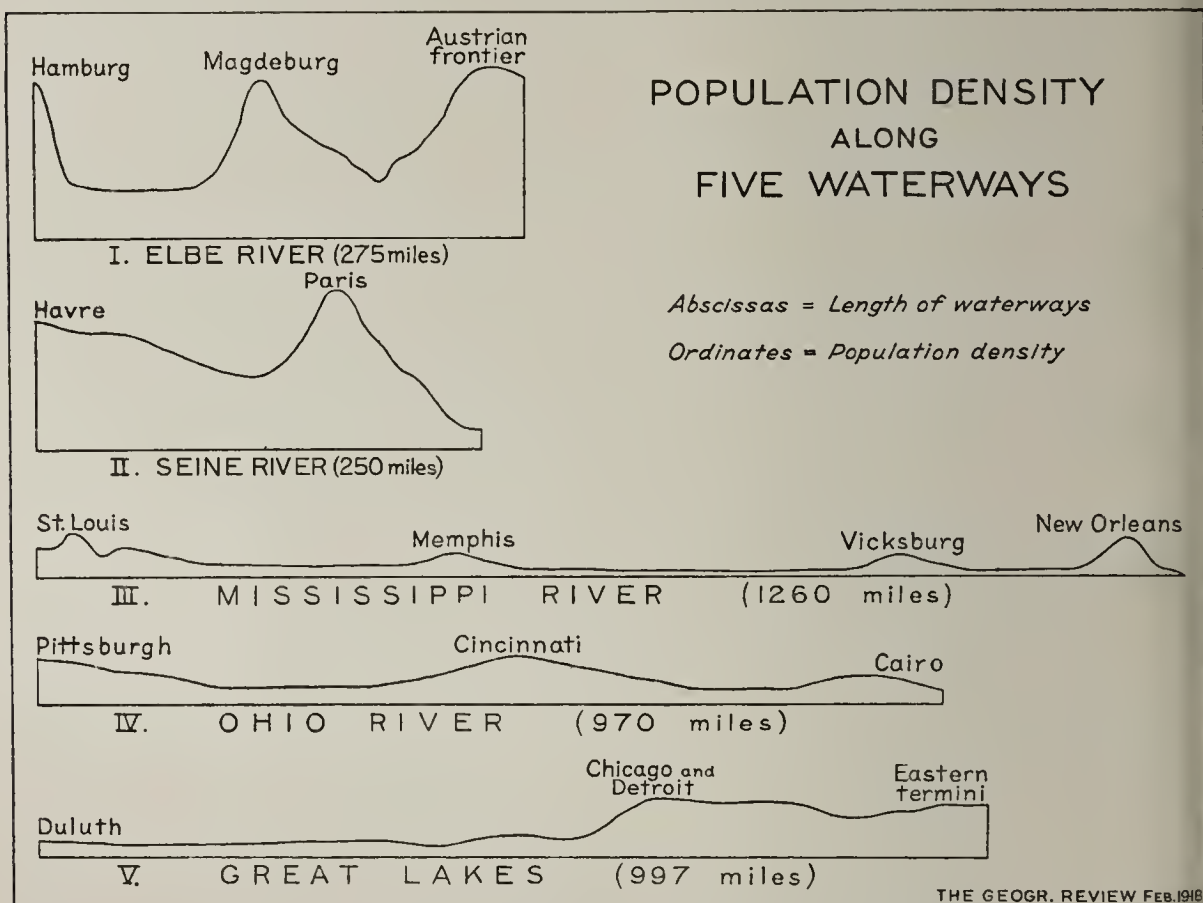 POPULATION DENSITY
ALONG
FIVE WATERWAYS
Abscissas = Length of waterways
Ordinates = Population density
Hamburg
Magdeburg
Austrian
frontier
I. ELBE RIVER (275 miles)
Havre
Paris
II. SEINE RIVER (250 miles)
St. Louis
Memphis
Vicksburg
New Orleans
III. MISSISSIPPI RIVER (1260 miles)
Pittsburgh
Cincinnati
Cairo
IV. OHIO RIVER (970 miles)
Duluth
Chicago and
Detroit
Eastern
termini
V. GREAT LAKES (997 miles)
THE GEOGR. REVIEW FEB. 1918